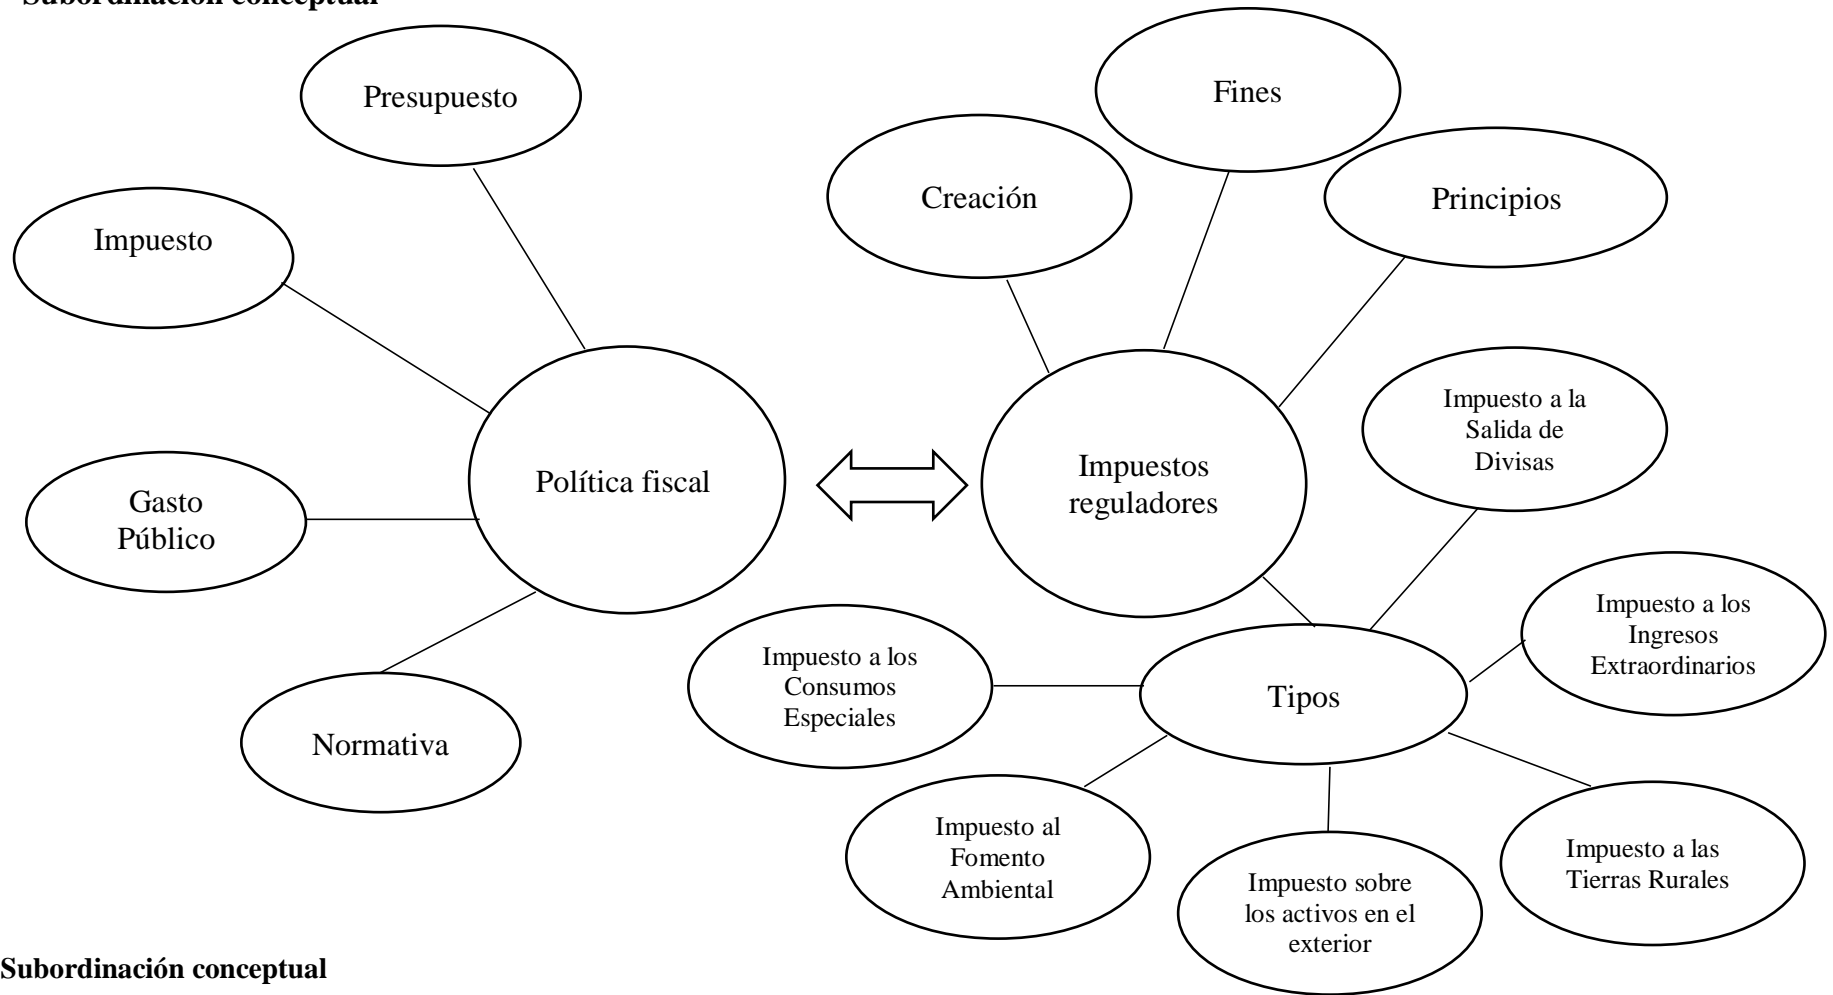 Subordinación conceptual
Presupuesto
Impuesto
Gasto
Público
Normativa
Política fiscal
Fines
Creación
Principios
Impuestos
reguladores
Impuesto a la
Salida de
Divisas
Impuesto a los
Ingresos
Extraordinarios
Tipos
Impuesto a los
Consumos
Especiales
Impuesto al
Fomento
Ambiental
Impuesto sobre
los activos en el
exterior
Impuesto a las
Tierras Rurales
Subordinación conceptual